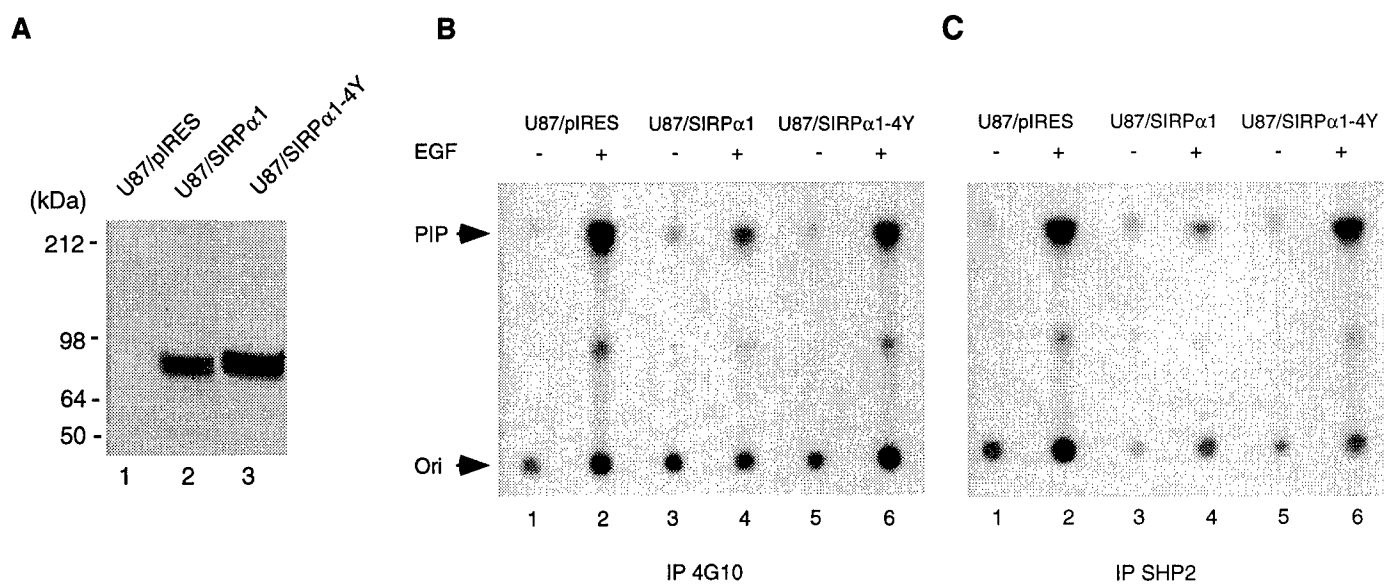 A
U87/pIRES
U87/SIRPα1
U87/SIRPα1-4Y
(kDa)
212 -
98 -
64 -
50 -
1 2 3
B
U87/pIRES U87/SIRPα1 U87/SIRPα1-4Y
EGF - + - + - +
PIP
Ori
1 2 3 4 5 6
IP 4G10
C
U87/pIRES U87/SIRPα1 U87/SIRPα1-4Y
- + - + - +
1 2 3 4 5 6
IP SHP2